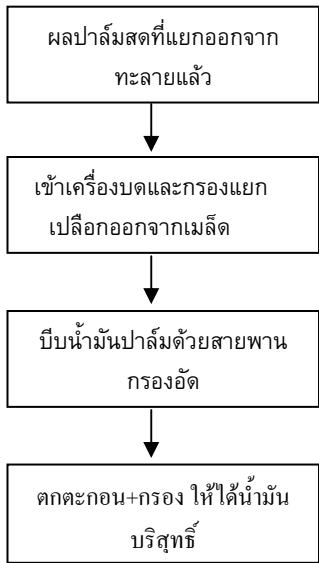 ผลปาล์มสดที่แยกออกจาก
ทะลายแล้ว
เข้าเครื่องบดและกรองแยก
เปลือกออกจากเมล็ด
บีบน้ำมันปาล์มด้วยสายพาน
กรองอัด
ตกตะกอน+กรอง ให้ได้น้ำมัน
บริสุทธิ์